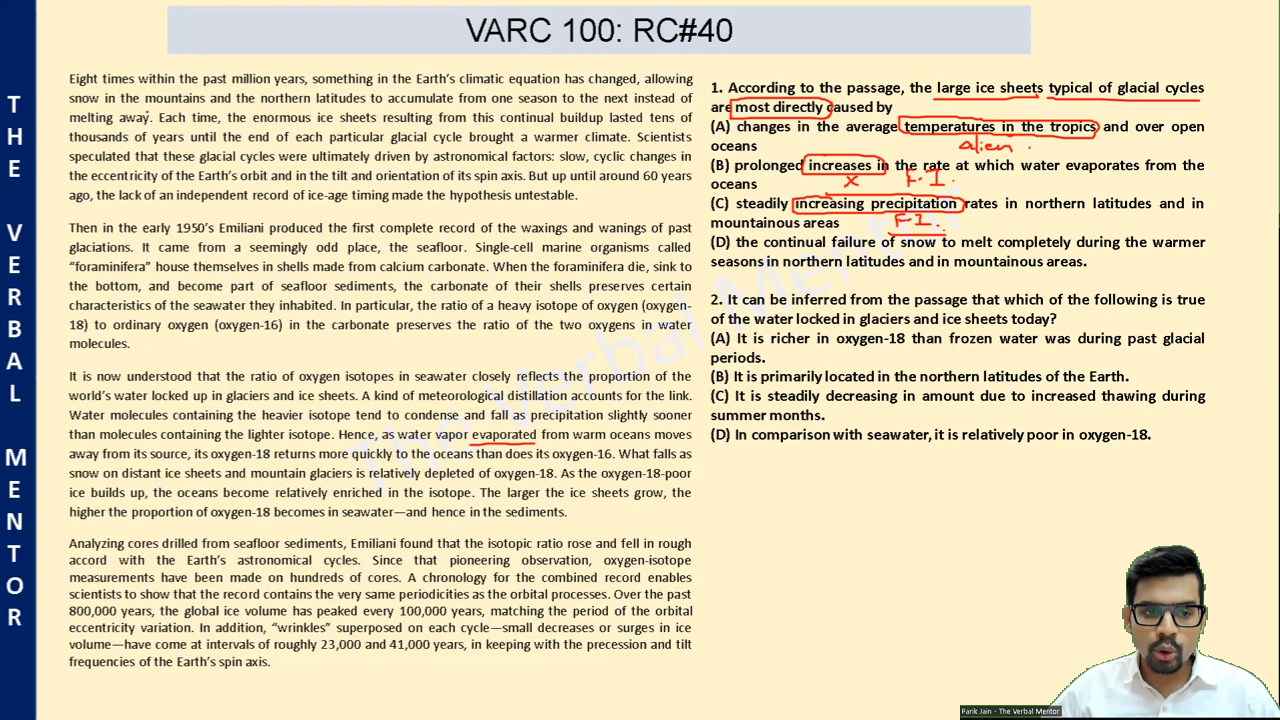 VARC 100: RC#40
THE VERBAL MENTOR
Eight times within the past million years, something in the Earth's climatic equation has changed, allowing
snow in the mountains and the northern latitudes to accumulate from one season to the next instead of
melting away. Each time, the enormous ice sheets resulting from this continual buildup lasted tens of
thousands of years until the end of each particular glacial cycle brought a warmer climate. Scientists
speculated that these glacial cycles were ultimately driven by astronomical factors: slow, cyclic changes in
the eccentricity of the Earth's orbit and in the tilt and orientation of its spin axis. But up until around 60 years
ago, the lack of an independent record of ice-age timing made the hypothesis untestable.
Then in the early 1950's Emiliani produced the first complete record of the waxings and wanings of past
glaciations. It came from a seemingly odd place, the seafloor. Single-cell marine organisms called
“foraminifera” house themselves in shells made from calcium carbonate. When the foraminifera die, sink to
the bottom, and become part of seafloor sediments, the carbonate of their shells preserves certain
characteristics of the seawater they inhabited. In particular, the ratio of a heavy isotope of oxygen (oxygen-
18) to ordinary oxygen (oxygen-16) in the carbonate preserves the ratio of the two oxygens in water
molecules.
It is now understood that the ratio of oxygen isotopes in seawater closely reflects the proportion of the
world's water locked up in glaciers and ice sheets. A kind of meteorological distillation accounts for the link.
Water molecules containing the heavier isotope tend to condense and fall as precipitation slightly sooner
than molecules containing the lighter isotope. Hence, as water vapor evaporated from warm oceans moves
away from its source, its oxygen-18 returns more quickly to the oceans than does its oxygen-16. What falls as
snow on distant ice sheets and mountain glaciers is relatively depleted of oxygen-18. As the oxygen-18-poor
ice builds up, the oceans become relatively enriched in the isotope. The larger the ice sheets grow, the
higher the proportion of oxygen-18 becomes in seawater—and hence in the sediments.
Analyzing cores drilled from seafloor sediments, Emiliani found that the isotopic ratio rose and fell in rough
accord with the Earth's astronomical cycles. Since that pioneering observation, oxygen-isotope
measurements have been made on hundreds of cores. A chronology for the combined record enables
scientists to show that the record contains the very same periodicities as the orbital processes. Over the past
800,000 years, the global ice volume has peaked every 100,000 years, matching the period of the orbital
eccentricity variation. In addition, “wrinkles” superposed on each cycle—small decreases or surges in ice
volume—have come at intervals of roughly 23,000 and 41,000 years, in keeping with the precession and tilt
frequencies of the Earth's spin axis.
1. According to the passage, the large ice sheets typical of glacial cycles
are most directly caused by
(A) changes in the average temperatures in the tropics and over open
oceans
alien
(B) prolonged increases in the rate at which water evaporates from the
oceans
x F.I.
(C) steadily increasing precipitation rates in northern latitudes and in
mountainous areas
F.I.
(D) the continual failure of snow to melt completely during the warmer
seasons in northern latitudes and in mountainous areas.
2. It can be inferred from the passage that which of the following is true
of the water locked in glaciers and ice sheets today?
(A) It is richer in oxygen-18 than frozen water was during past glacial
periods.
(B) It is primarily located in the northern latitudes of the Earth.
(C) It is steadily decreasing in amount due to increased thawing during
summer months.
(D) In comparison with seawater, it is relatively poor in oxygen-18.
The Verbal Mentor
Parik Jain - The Verbal Mentor